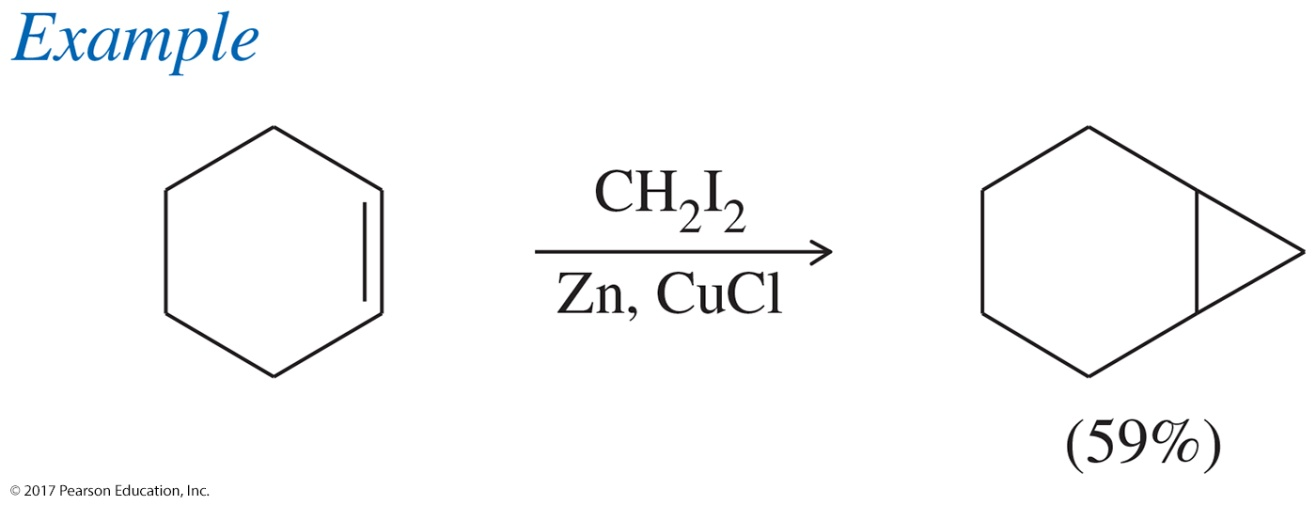 Example
CH₂I₂
Zn, CuCl
(59%)
© 2017 Pearson Education, Inc.